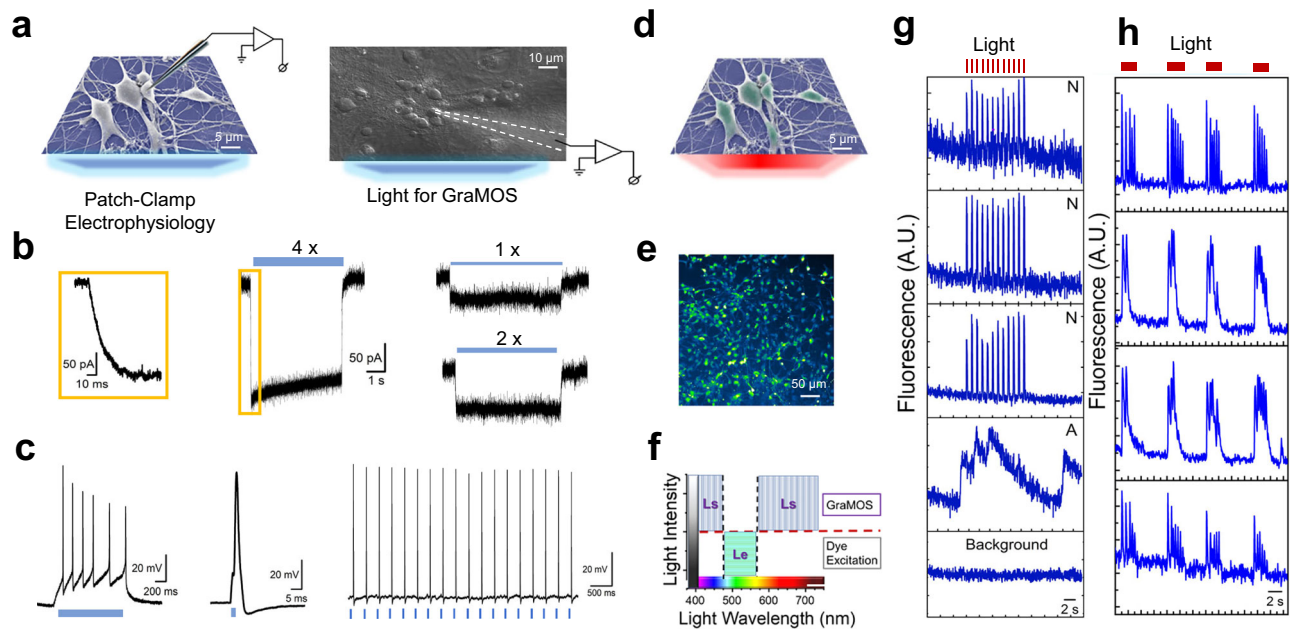 a
5 µm
10 µm
Patch-Clamp
Electrophysiology
Light for GraMOS
b
50 pA
10 ms
4 x
50 pA
1 s
1 x
2 x
c
20 mV
200 ms
20 mV
5 ms
20 mV
500 ms
d
5 µm
e
50 µm
f
Light Intensity
Ls
Ls
Le
GraMOS
Dye
Excitation
400
500
600
700
Light Wavelength (nm)
g
Light
Fluorescence (A.U.)
N
N
N
A
Background
2 s
h
Light
Fluorescence (A.U.)
2 s